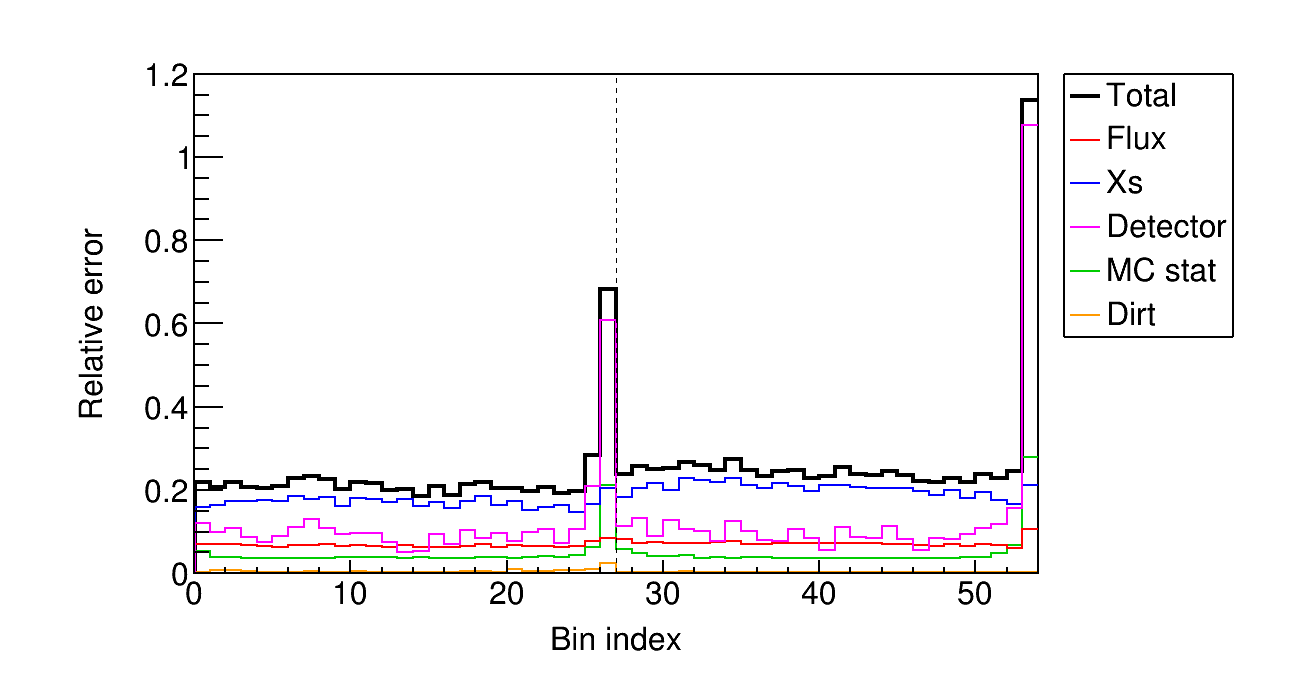 Relative error
1.2
1
0.8
0.6
0.4
0.2
0
0 10 20 30 40 50
Bin index
Total
Flux
Xs
Detector
MC stat
Dirt